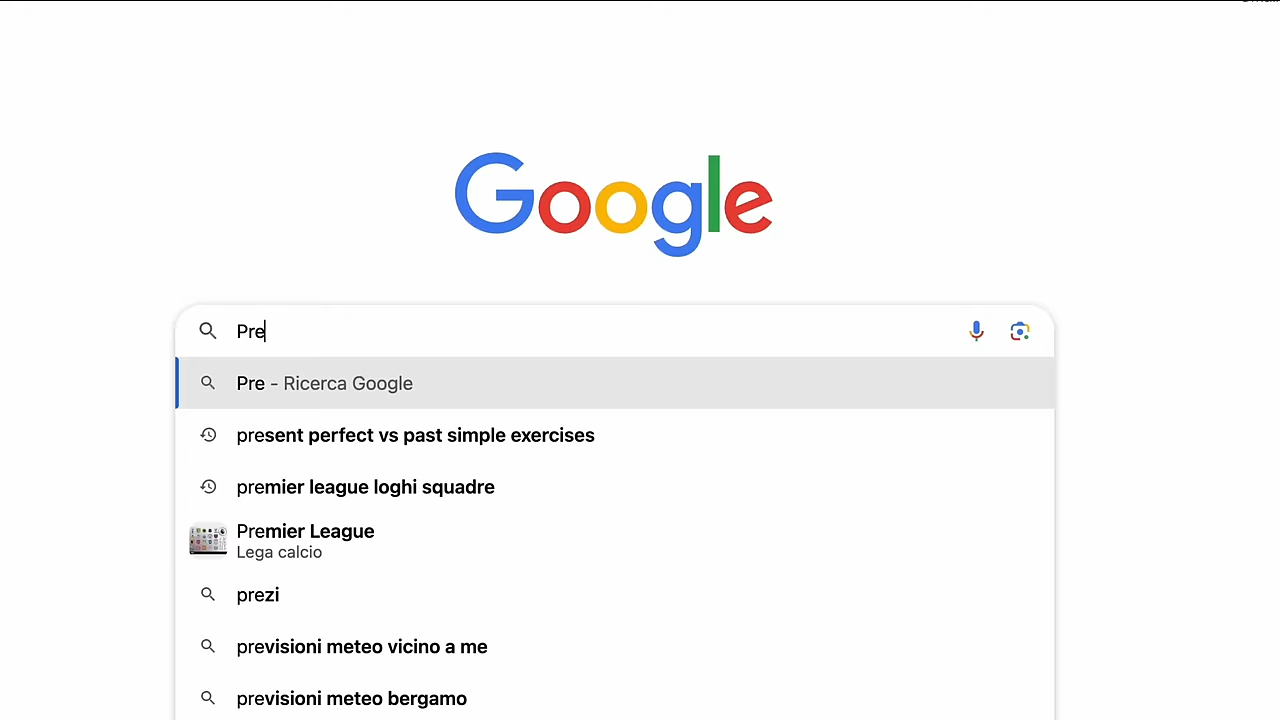 Google
Pre
Pre - Ricerca Google
present perfect vs past simple exercises
premier league loghi squadre
Premier League
Lega calcio
prezi
previsioni meteo vicino a me
previsioni meteo bergamo